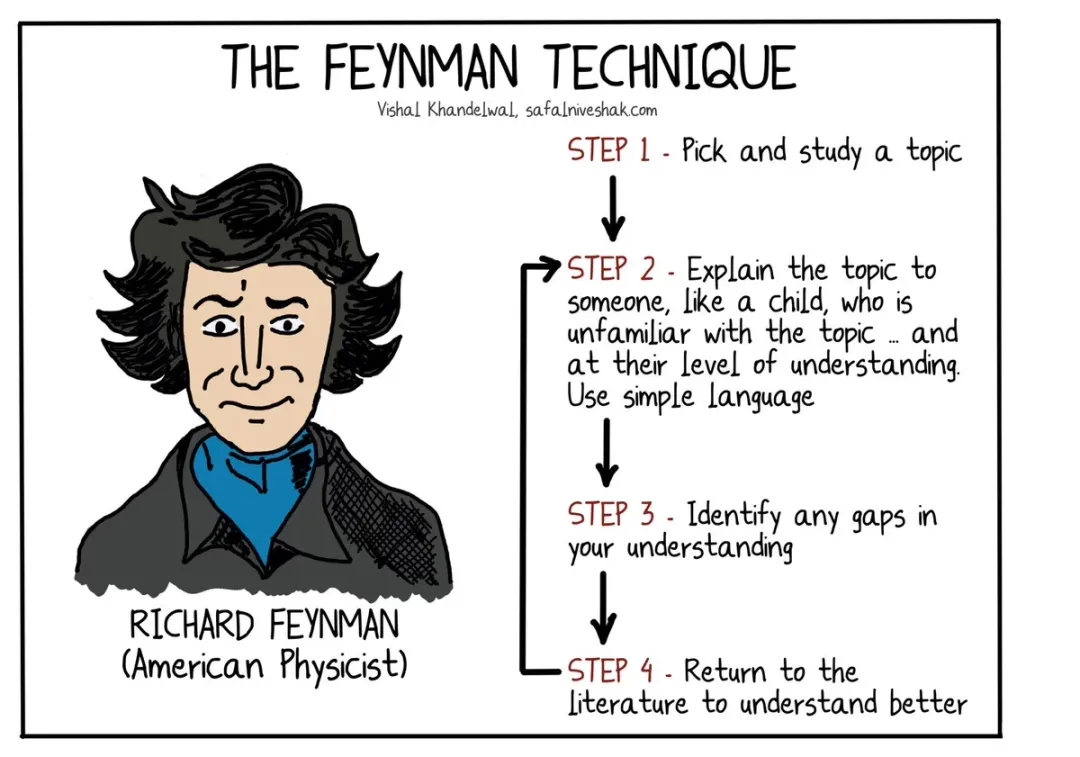 THE FEYNMAN TECHNIQUE
Vishal Khandelwal, safalniveshak.com
STEP 1 - Pick and study a topic
STEP 2 - Explain the topic to
someone, like a child, who is
unfamiliar with the topic ... and
at their level of understanding.
Use simple language
STEP 3 - Identify any gaps in
your understanding
STEP 4 - Return to the
literature to understand better
RICHARD FEYNMAN
(American Physicist)